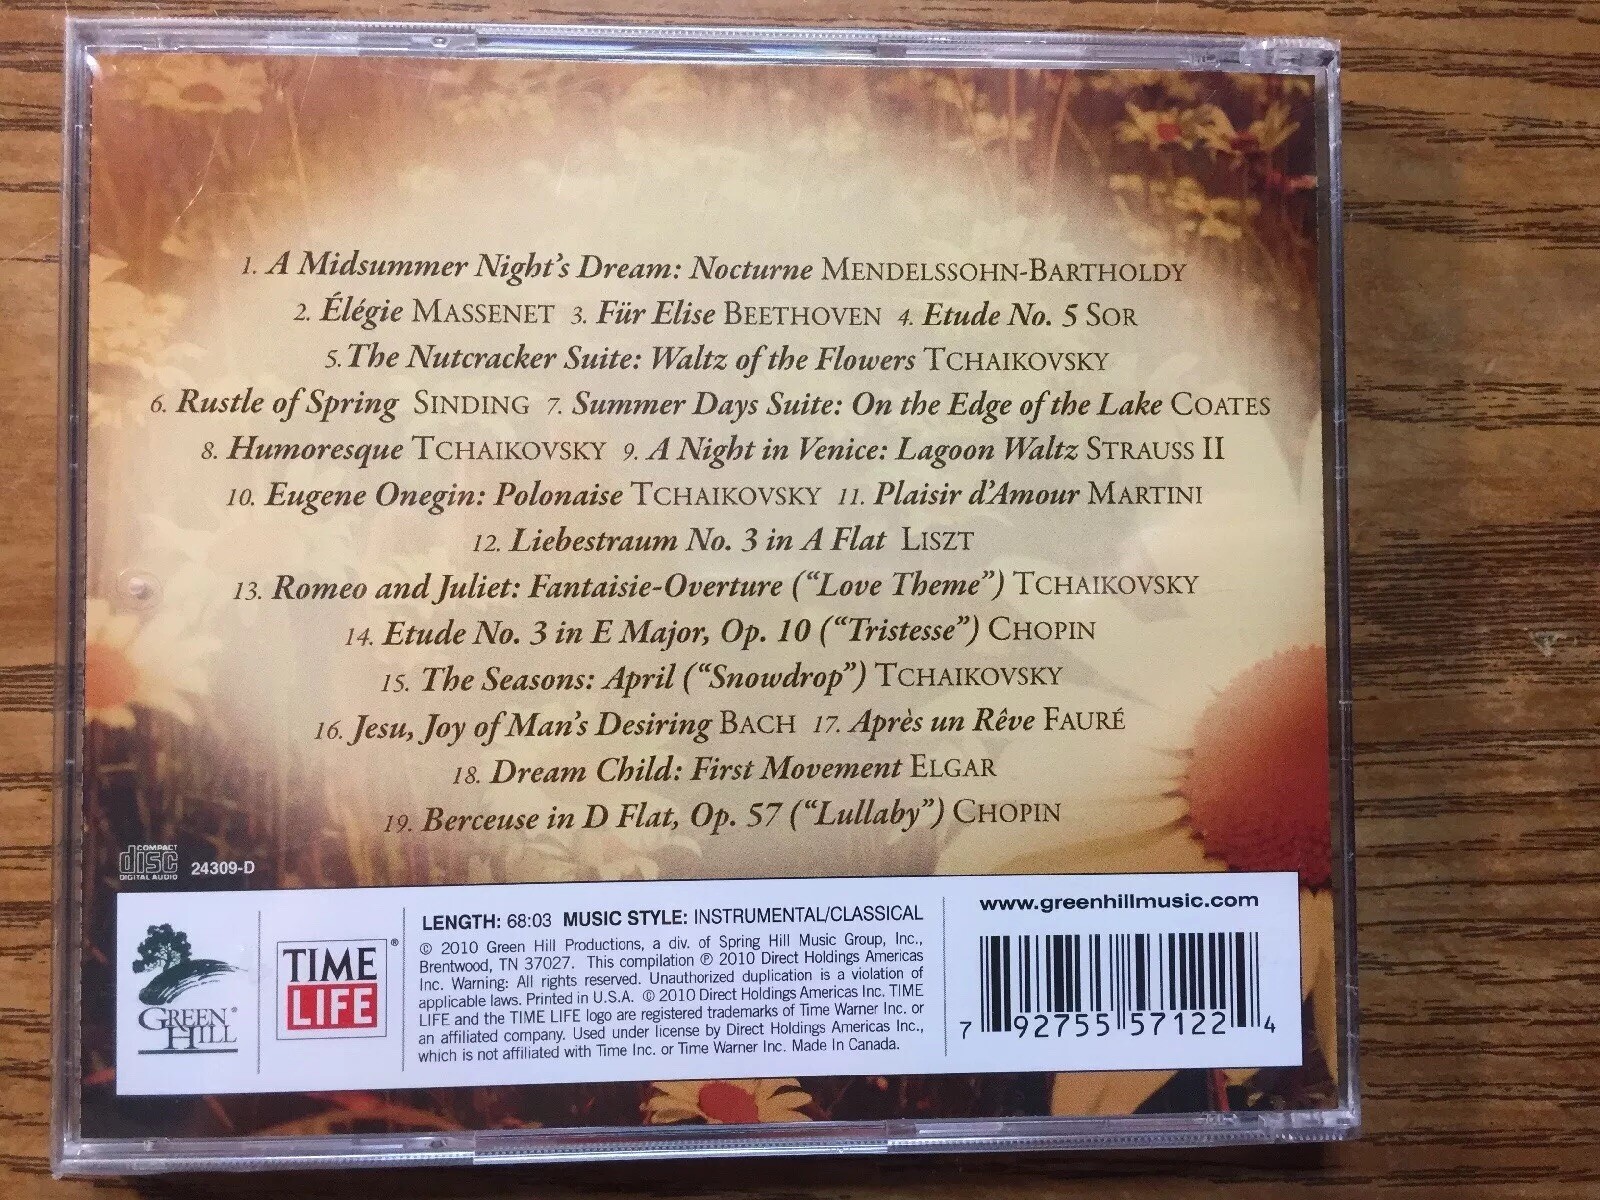 1. A Midsummer Night's Dream: Nocturne MENDELSSOHN-BARTHOLDY
2. Élégie MASSENET 3. Für Elise BEETHOVEN 4. Etude No. 5 SOR
5. The Nutcracker Suite: Waltz of the Flowers TCHAIKOVSKY
6. Rustle of Spring SINDING 7. Summer Days Suite: On the Edge of the Lake COATES
8. Humoresque TCHAIKOVSKY 9. A Night in Venice: Lagoon Waltz STRAUSS II
10. Eugene Onegin: Polonaise TCHAIKOVSKY 11. Plaisir d'Amour MARTINI
12. Liebestraum No. 3 in A Flat LISZT
13. Romeo and Juliet: Fantaisie-Overture ("Love Theme") TCHAIKOVSKY
14. Etude No. 3 in E Major, Op. 10 ("Tristesse") CHOPIN
15. The Seasons: April ("Snowdrop") TCHAIKOVSKY
16. Jesu, Joy of Man's Desiring BACH 17. Après un Rêve FAURÉ
18. Dream Child: First Movement ELGAR
19. Berceuse in D Flat, Op. 57 ("Lullaby") CHOPIN
COMPACT
disc
DIGITAL AUDIO
24309-D
GREEN®
HILL
TIME®
LIFE
LENGTH: 68:03 MUSIC STYLE: INSTRUMENTAL/CLASSICAL
© 2010 Green Hill Productions, a div. of Spring Hill Music Group, Inc.,
Brentwood, TN 37027. This compilation ℗ 2010 Direct Holdings Americas
Inc. Warning: All rights reserved. Unauthorized duplication is a violation of
applicable laws. Printed in U.S.A. © 2010 Direct Holdings Americas Inc. TIME
LIFE and the TIME LIFE logo are registered trademarks of Time Warner Inc. or
an affiliated company. Used under license by Direct Holdings Americas Inc.,
which is not affiliated with Time Inc. or Time Warner Inc. Made In Canada.
www.greenhillmusic.com
7 92755 57122 4